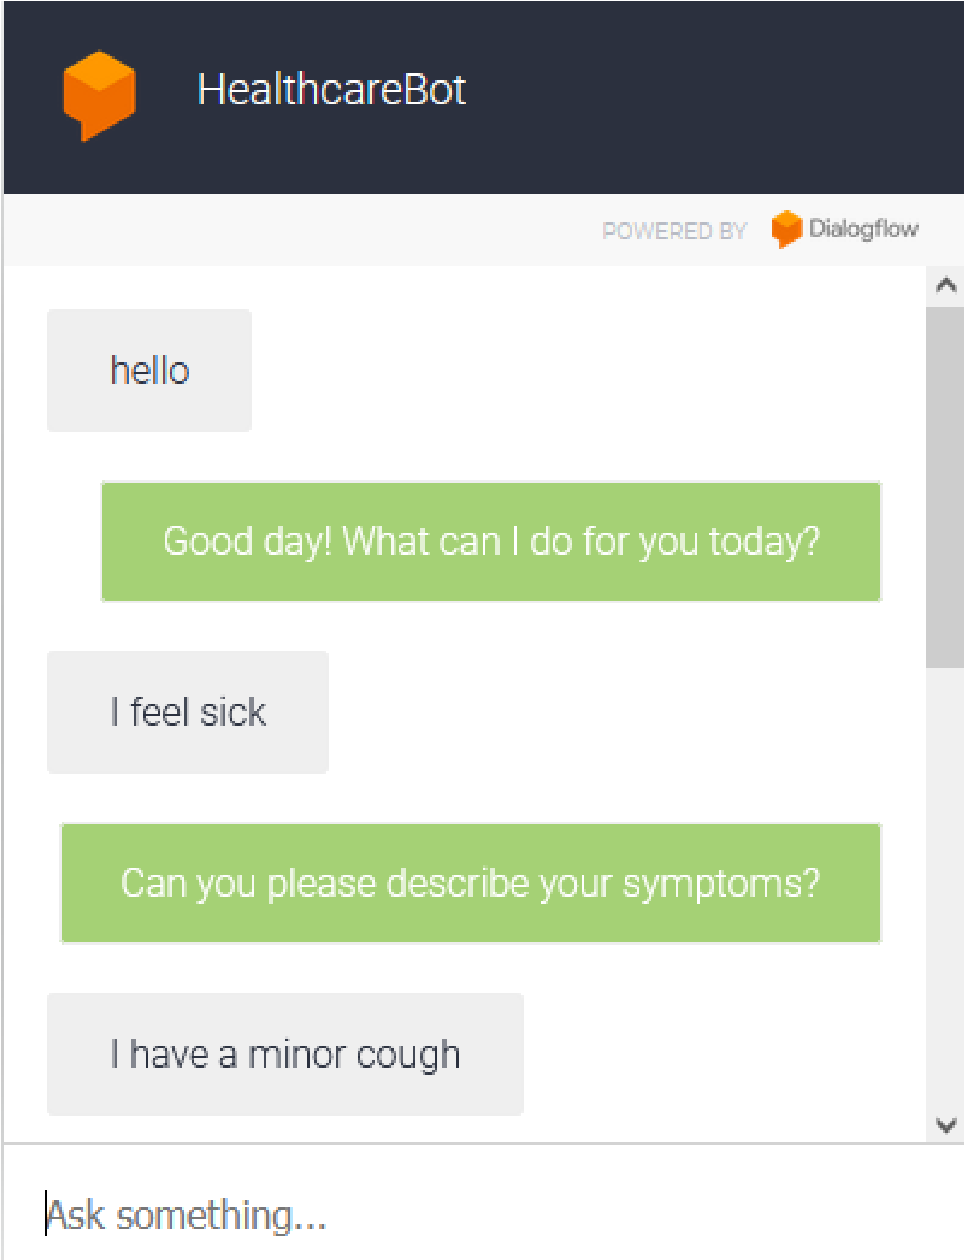 HealthcareBot
POWERED BY Dialogflow
hello
Good day! What can I do for you today?
I feel sick
Can you please describe your symptoms?
I have a minor cough
Ask something...